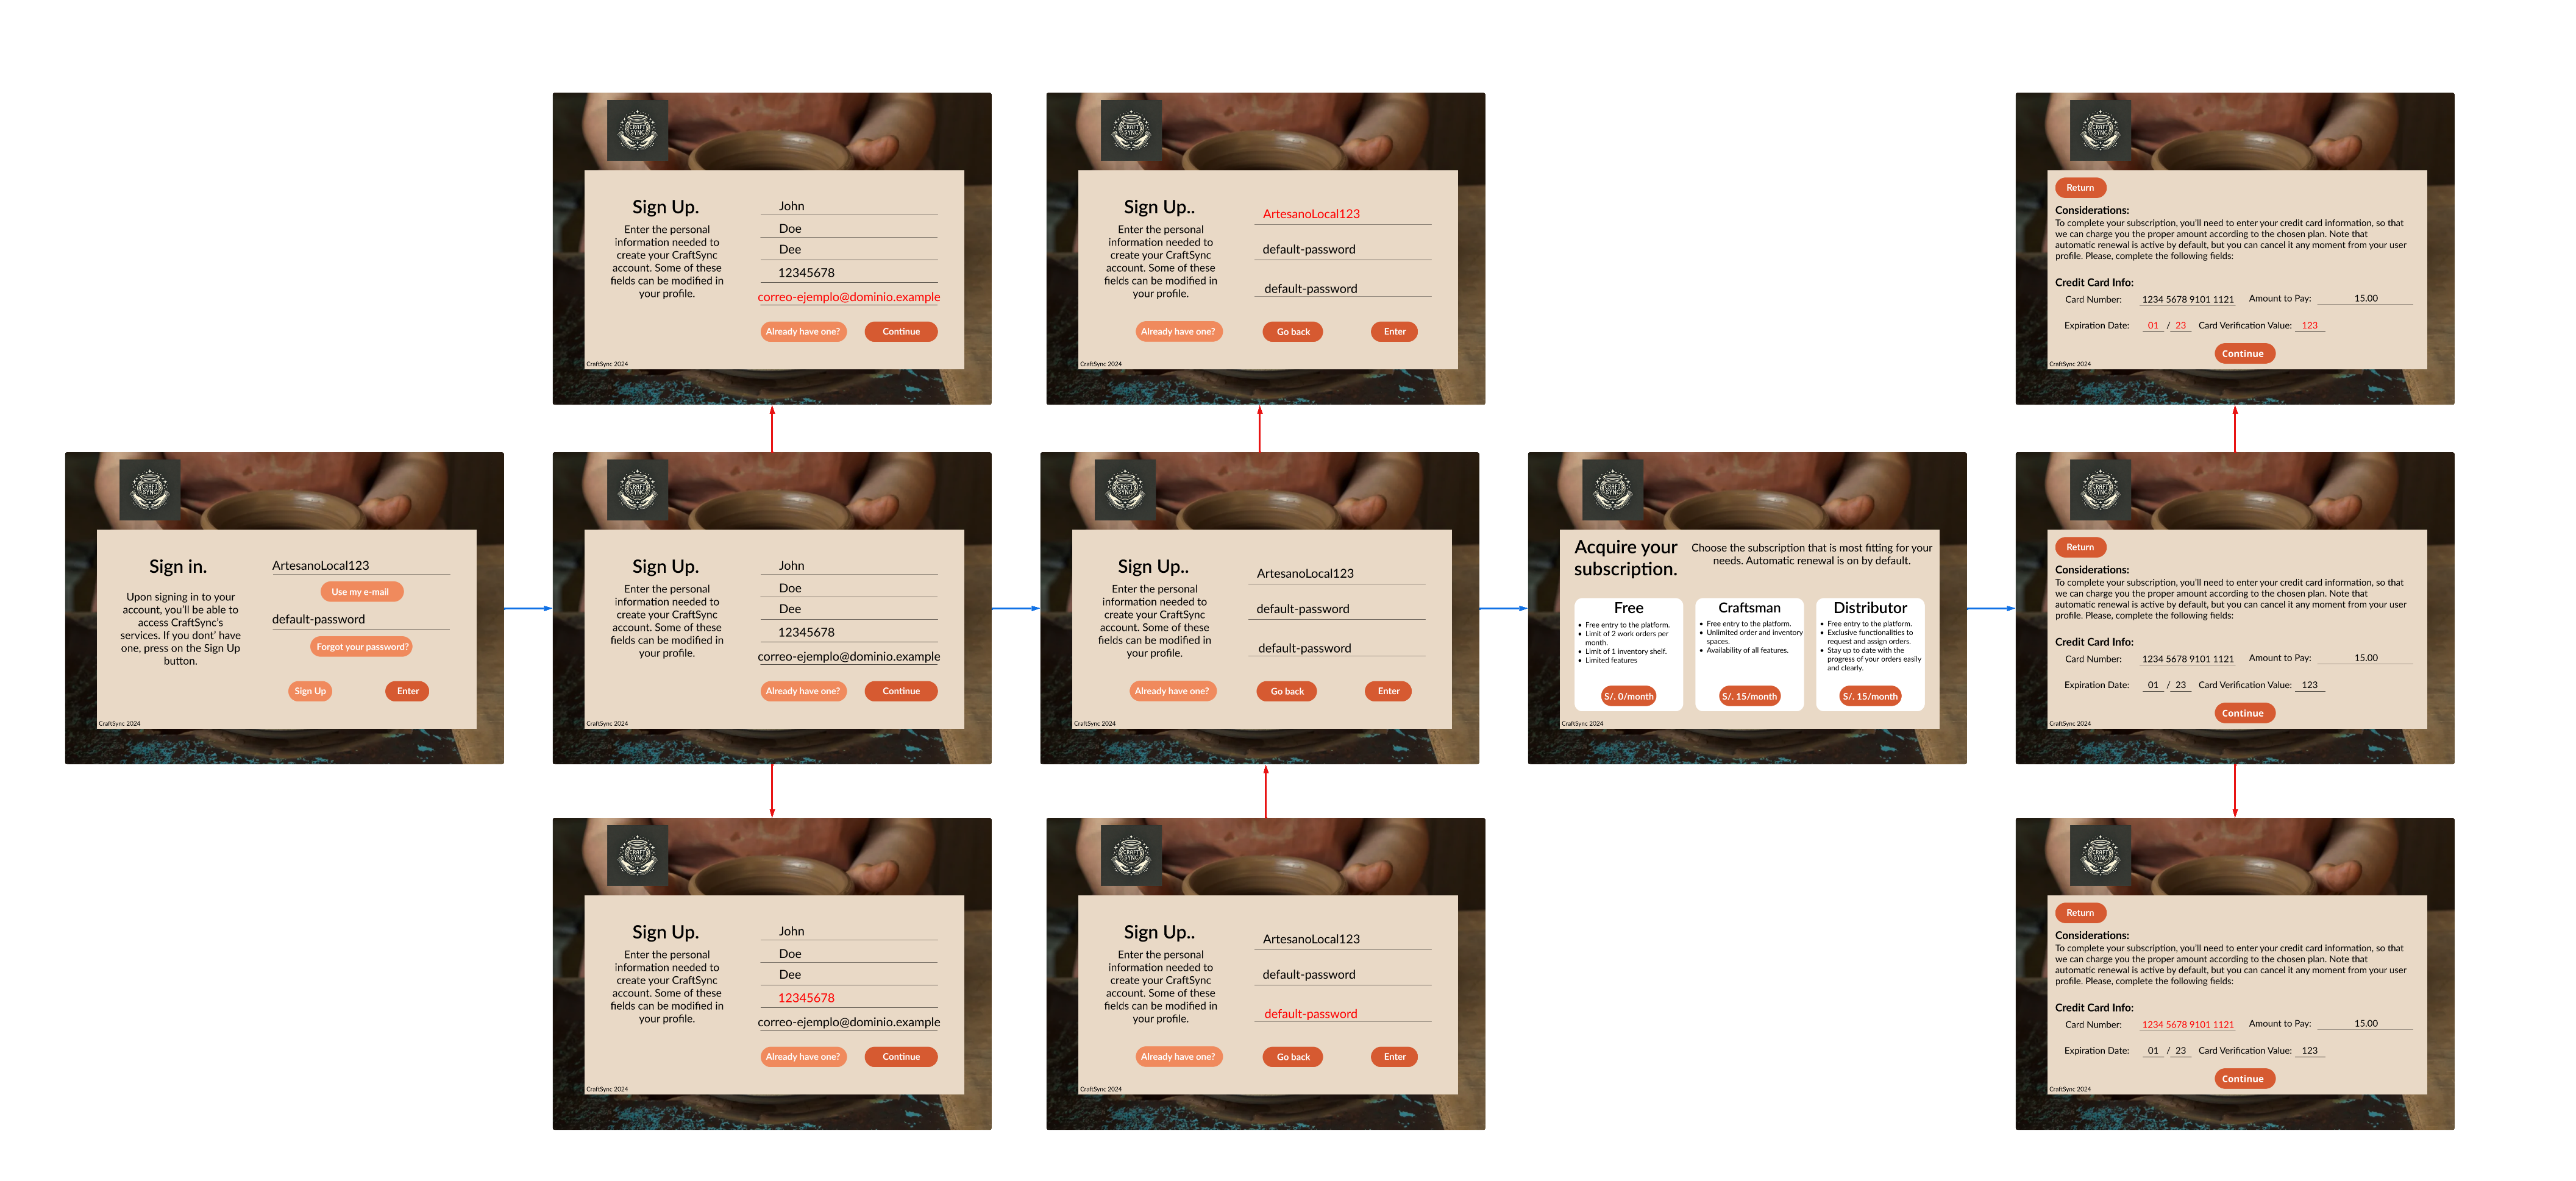 CRAFT
SYNC
Sign Up.
Enter the personal
information needed to
create your CraftSync
account. Some of these
fields can be modified in
your profile.
John
Doe
Dee
12345678
correo-ejemplo@dominio.example
Already have one?
Continue
CraftSync 2024
CRAFT
SYNC
Sign Up..
Enter the personal
information needed to
create your CraftSync
account. Some of these
fields can be modified in
your profile.
ArtesanoLocal123
default-password
default-password
Already have one?
Go back
Enter
CraftSync 2024
CRAFT
SYNC
Return
Considerations:
To complete your subscription, you'll need to enter your credit card information, so that
we can charge you the proper amount according to the chosen plan. Note that
automatic renewal is active by default, but you can cancel it any moment from your user
profile. Please, complete the following fields:
Credit Card Info:
Card Number: 1234 5678 9101 1121 Amount to Pay: 15.00
Expiration Date: 01 / 23 Card Verification Value: 123
Continue
CraftSync 2024
CRAFT
SYNC
Sign in.
Upon signing in to your
account, you'll be able to
access CraftSync's
services. If you dont' have
one, press on the Sign Up
button.
ArtesanoLocal123
Use my e-mail
default-password
Forgot your password?
Sign Up
Enter
CraftSync 2024
CRAFT
SYNC
Sign Up.
Enter the personal
information needed to
create your CraftSync
account. Some of these
fields can be modified in
your profile.
John
Doe
Dee
12345678
correo-ejemplo@dominio.example
Already have one?
Continue
CraftSync 2024
CRAFT
SYNC
Sign Up..
Enter the personal
information needed to
create your CraftSync
account. Some of these
fields can be modified in
your profile.
ArtesanoLocal123
default-password
default-password
Already have one?
Go back
Enter
CraftSync 2024
CRAFT
SYNC
Acquire your
subscription.
Choose the subscription that is most fitting for your
needs. Automatic renewal is on by default.
Free
• Free entry to the platform.
• Limit of 2 work orders per
month.
• Limit of 1 inventory shelf.
• Limited features
S/. 0/month
Craftsman
• Free entry to the platform.
• Unlimited order and inventory
spaces.
• Availability of all features.
S/. 15/month
Distributor
• Free entry to the platform.
• Exclusive functionalities to
request and assign orders.
• Stay up to date with the
progress of your orders easily
and clearly.
S/. 15/month
CraftSync 2024
CRAFT
SYNC
Return
Considerations:
To complete your subscription, you'll need to enter your credit card information, so that
we can charge you the proper amount according to the chosen plan. Note that
automatic renewal is active by default, but you can cancel it any moment from your user
profile. Please, complete the following fields:
Credit Card Info:
Card Number: 1234 5678 9101 1121 Amount to Pay: 15.00
Expiration Date: 01 / 23 Card Verification Value: 123
Continue
CraftSync 2024
CRAFT
SYNC
Sign Up.
Enter the personal
information needed to
create your CraftSync
account. Some of these
fields can be modified in
your profile.
John
Doe
Dee
12345678
correo-ejemplo@dominio.example
Already have one?
Continue
CraftSync 2024
CRAFT
SYNC
Sign Up..
Enter the personal
information needed to
create your CraftSync
account. Some of these
fields can be modified in
your profile.
ArtesanoLocal123
default-password
default-password
Already have one?
Go back
Enter
CraftSync 2024
CRAFT
SYNC
Return
Considerations:
To complete your subscription, you'll need to enter your credit card information, so that
we can charge you the proper amount according to the chosen plan. Note that
automatic renewal is active by default, but you can cancel it any moment from your user
profile. Please, complete the following fields:
Credit Card Info:
Card Number: 1234 5678 9101 1121 Amount to Pay: 15.00
Expiration Date: 01 / 23 Card Verification Value: 123
Continue
CraftSync 2024